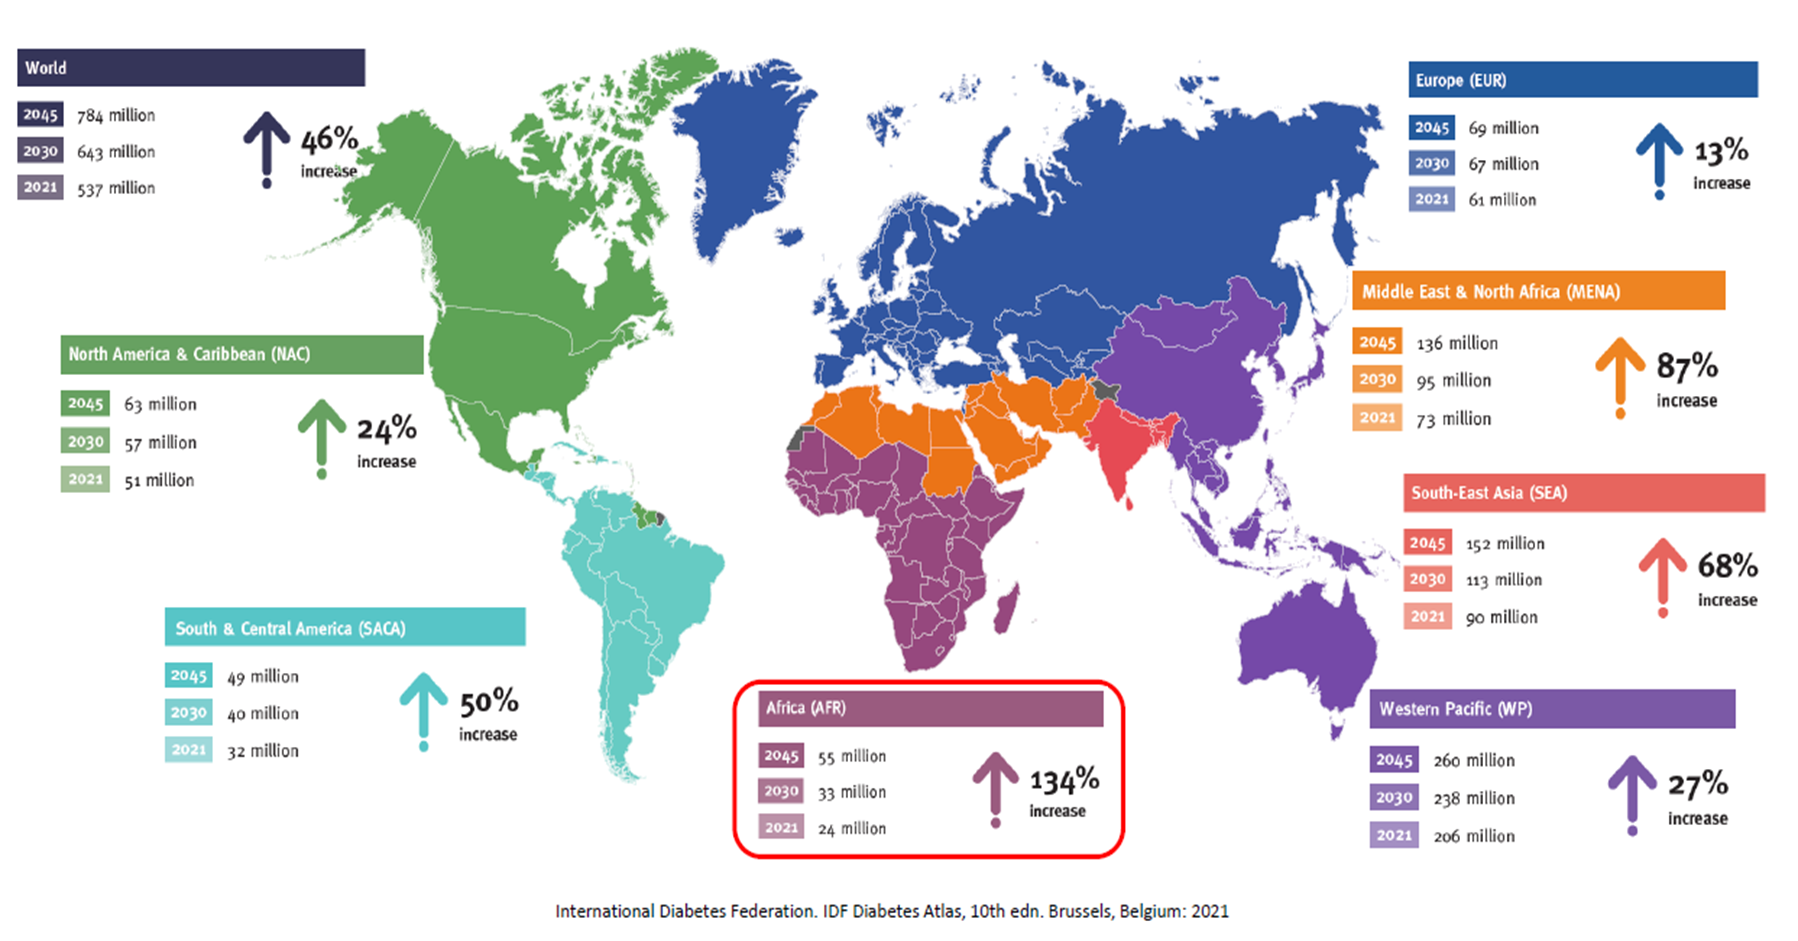 World
2045 784 million
2030 643 million
2021 537 million
46%
increase
North America & Caribbean (NAC)
2045 63 million
2030 57 million
2021 51 million
24%
increase
South & Central America (SACA)
2045 49 million
2030 40 million
2021 32 million
50%
increase
Africa (AFR)
2045 55 million
2030 33 million
2021 24 million
134%
increase
Europe (EUR)
2045 69 million
2030 67 million
2021 61 million
13%
increase
Middle East & North Africa (MENA)
2045 136 million
2030 95 million
2021 73 million
87%
increase
South-East Asia (SEA)
2045 152 million
2030 113 million
2021 90 million
68%
increase
Western Pacific (WP)
2045 260 million
2030 238 million
2021 206 million
27%
increase
International Diabetes Federation. IDF Diabetes Atlas, 10th edn. Brussels, Belgium: 2021